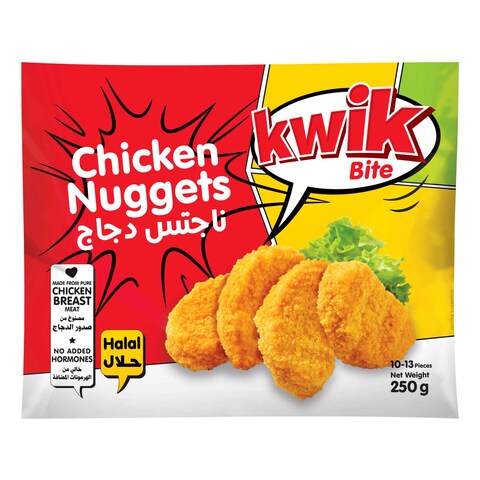 kwik
Bite
Chicken
Nuggets
ناجتس دجاج
MADE FROM PURE
CHICKEN
BREAST
MEAT
مصنوع من
صدور الدجاج
NO ADDED
HORMONES
خالي من
الهرمونات المضافة
Halal
حلال
10-13 Pieces
Net Weight
250 g